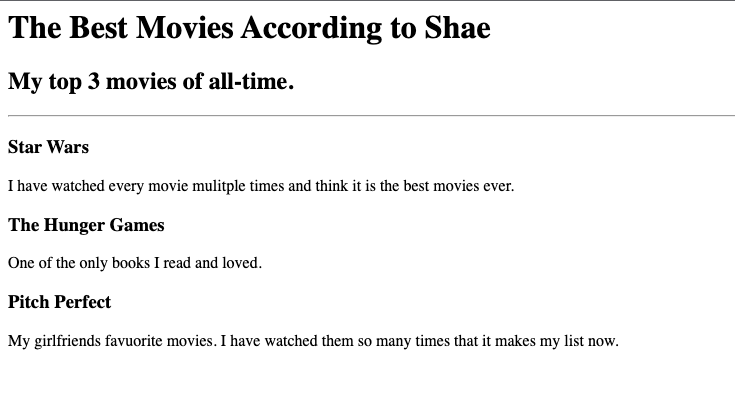 The Best Movies According to Shae
My top 3 movies of all-time.
Star Wars
I have watched every movie mulitple times and think it is the best movies ever.
The Hunger Games
One of the only books I read and loved.
Pitch Perfect
My girlfriends favuorite movies. I have watched them so many times that it makes my list now.